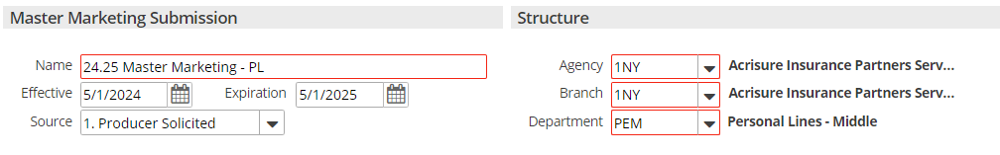 Master Marketing Submission
Name 24.25 Master Marketing - PL
Effective 5/1/2024 Expiration 5/1/2025
Source 1. Producer Solicited
Structure
Agency 1NY Acrisure Insurance Partners Serv...
Branch 1NY Acrisure Insurance Partners Serv...
Department PEM Personal Lines - Middle